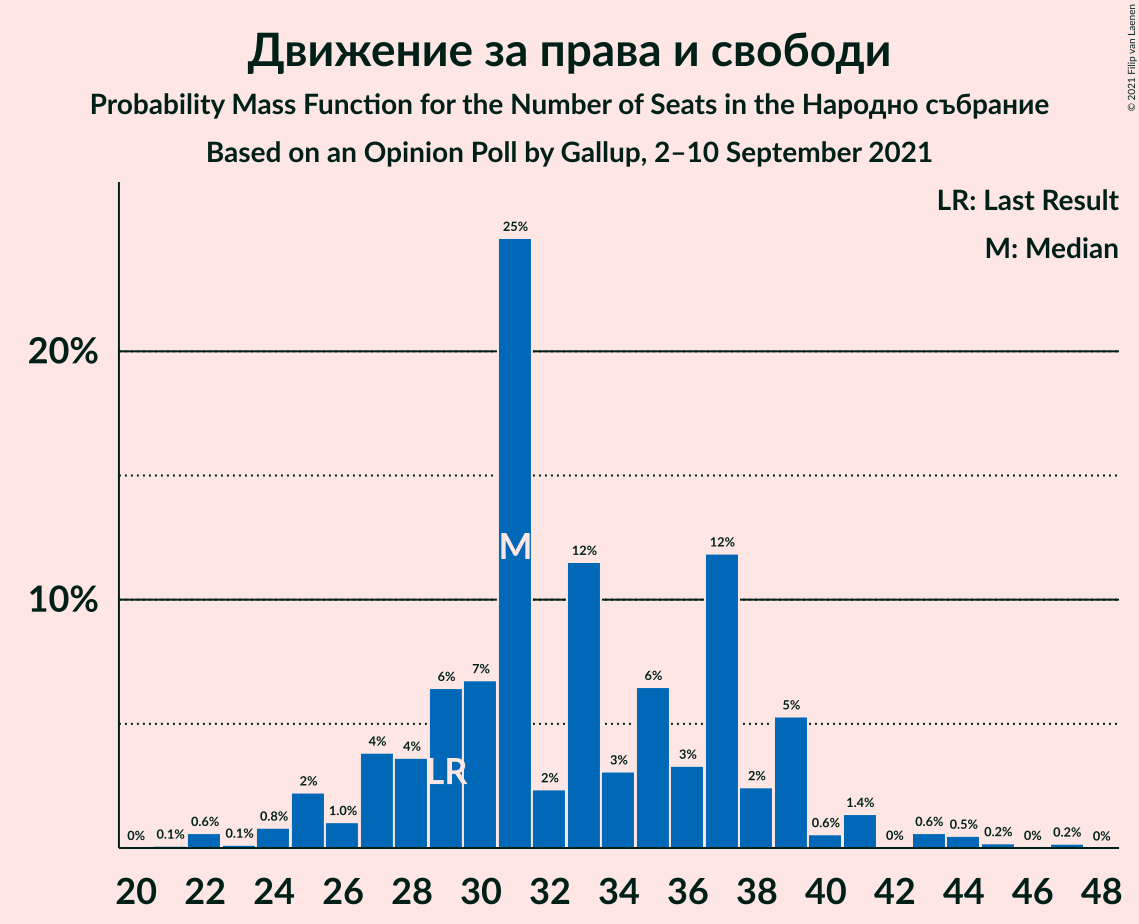 Движение за права и свободи
Probability Mass Function for the Number of Seats in the Народно събрание
Based on an Opinion Poll by Gallup, 2–10 September 2021
© 2021 Filip van Laenen
LR: Last Result
M: Median
20%
10%
0% 0.1% 0.6% 0.1% 0.8% 2% 1.0% 4% 4% 6% 7% 25% 2% 12% 3% 6% 3% 12% 2% 5% 0.6% 1.4% 0% 0.6% 0.5% 0.2% 0% 0.2% 0%
M
LR
20 22 24 26 28 30 32 34 36 38 40 42 44 46 48